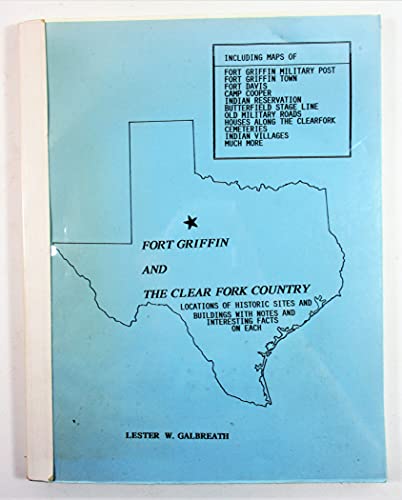 INCLUDING MAPS OF
FORT GRIFFIN MILITARY POST
FORT GRIFFIN TOWN
FORT DAVIS
CAMP COOPER
INDIAN RESERVATION
BUTTERFIELD STAGE LINE
OLD MILITARY ROADS
HOUSES ALONG THE CLEARFORK
CEMETERIES
INDIAN VILLAGES
MUCH MORE
FORT GRIFFIN
AND
THE CLEAR FORK COUNTRY
LOCATIONS OF HISTORIC SITES AND
BUILDINGS WITH NOTES AND
INTERESTING FACTS
ON EACH
LESTER W. GALBREATH